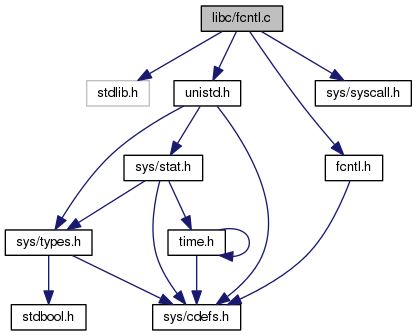 libc/fcntl.c
stdlib.h
unistd.h
sys/syscall.h
sys/stat.h
fcntl.h
sys/types.h
time.h
stdbool.h
sys/cdefs.h